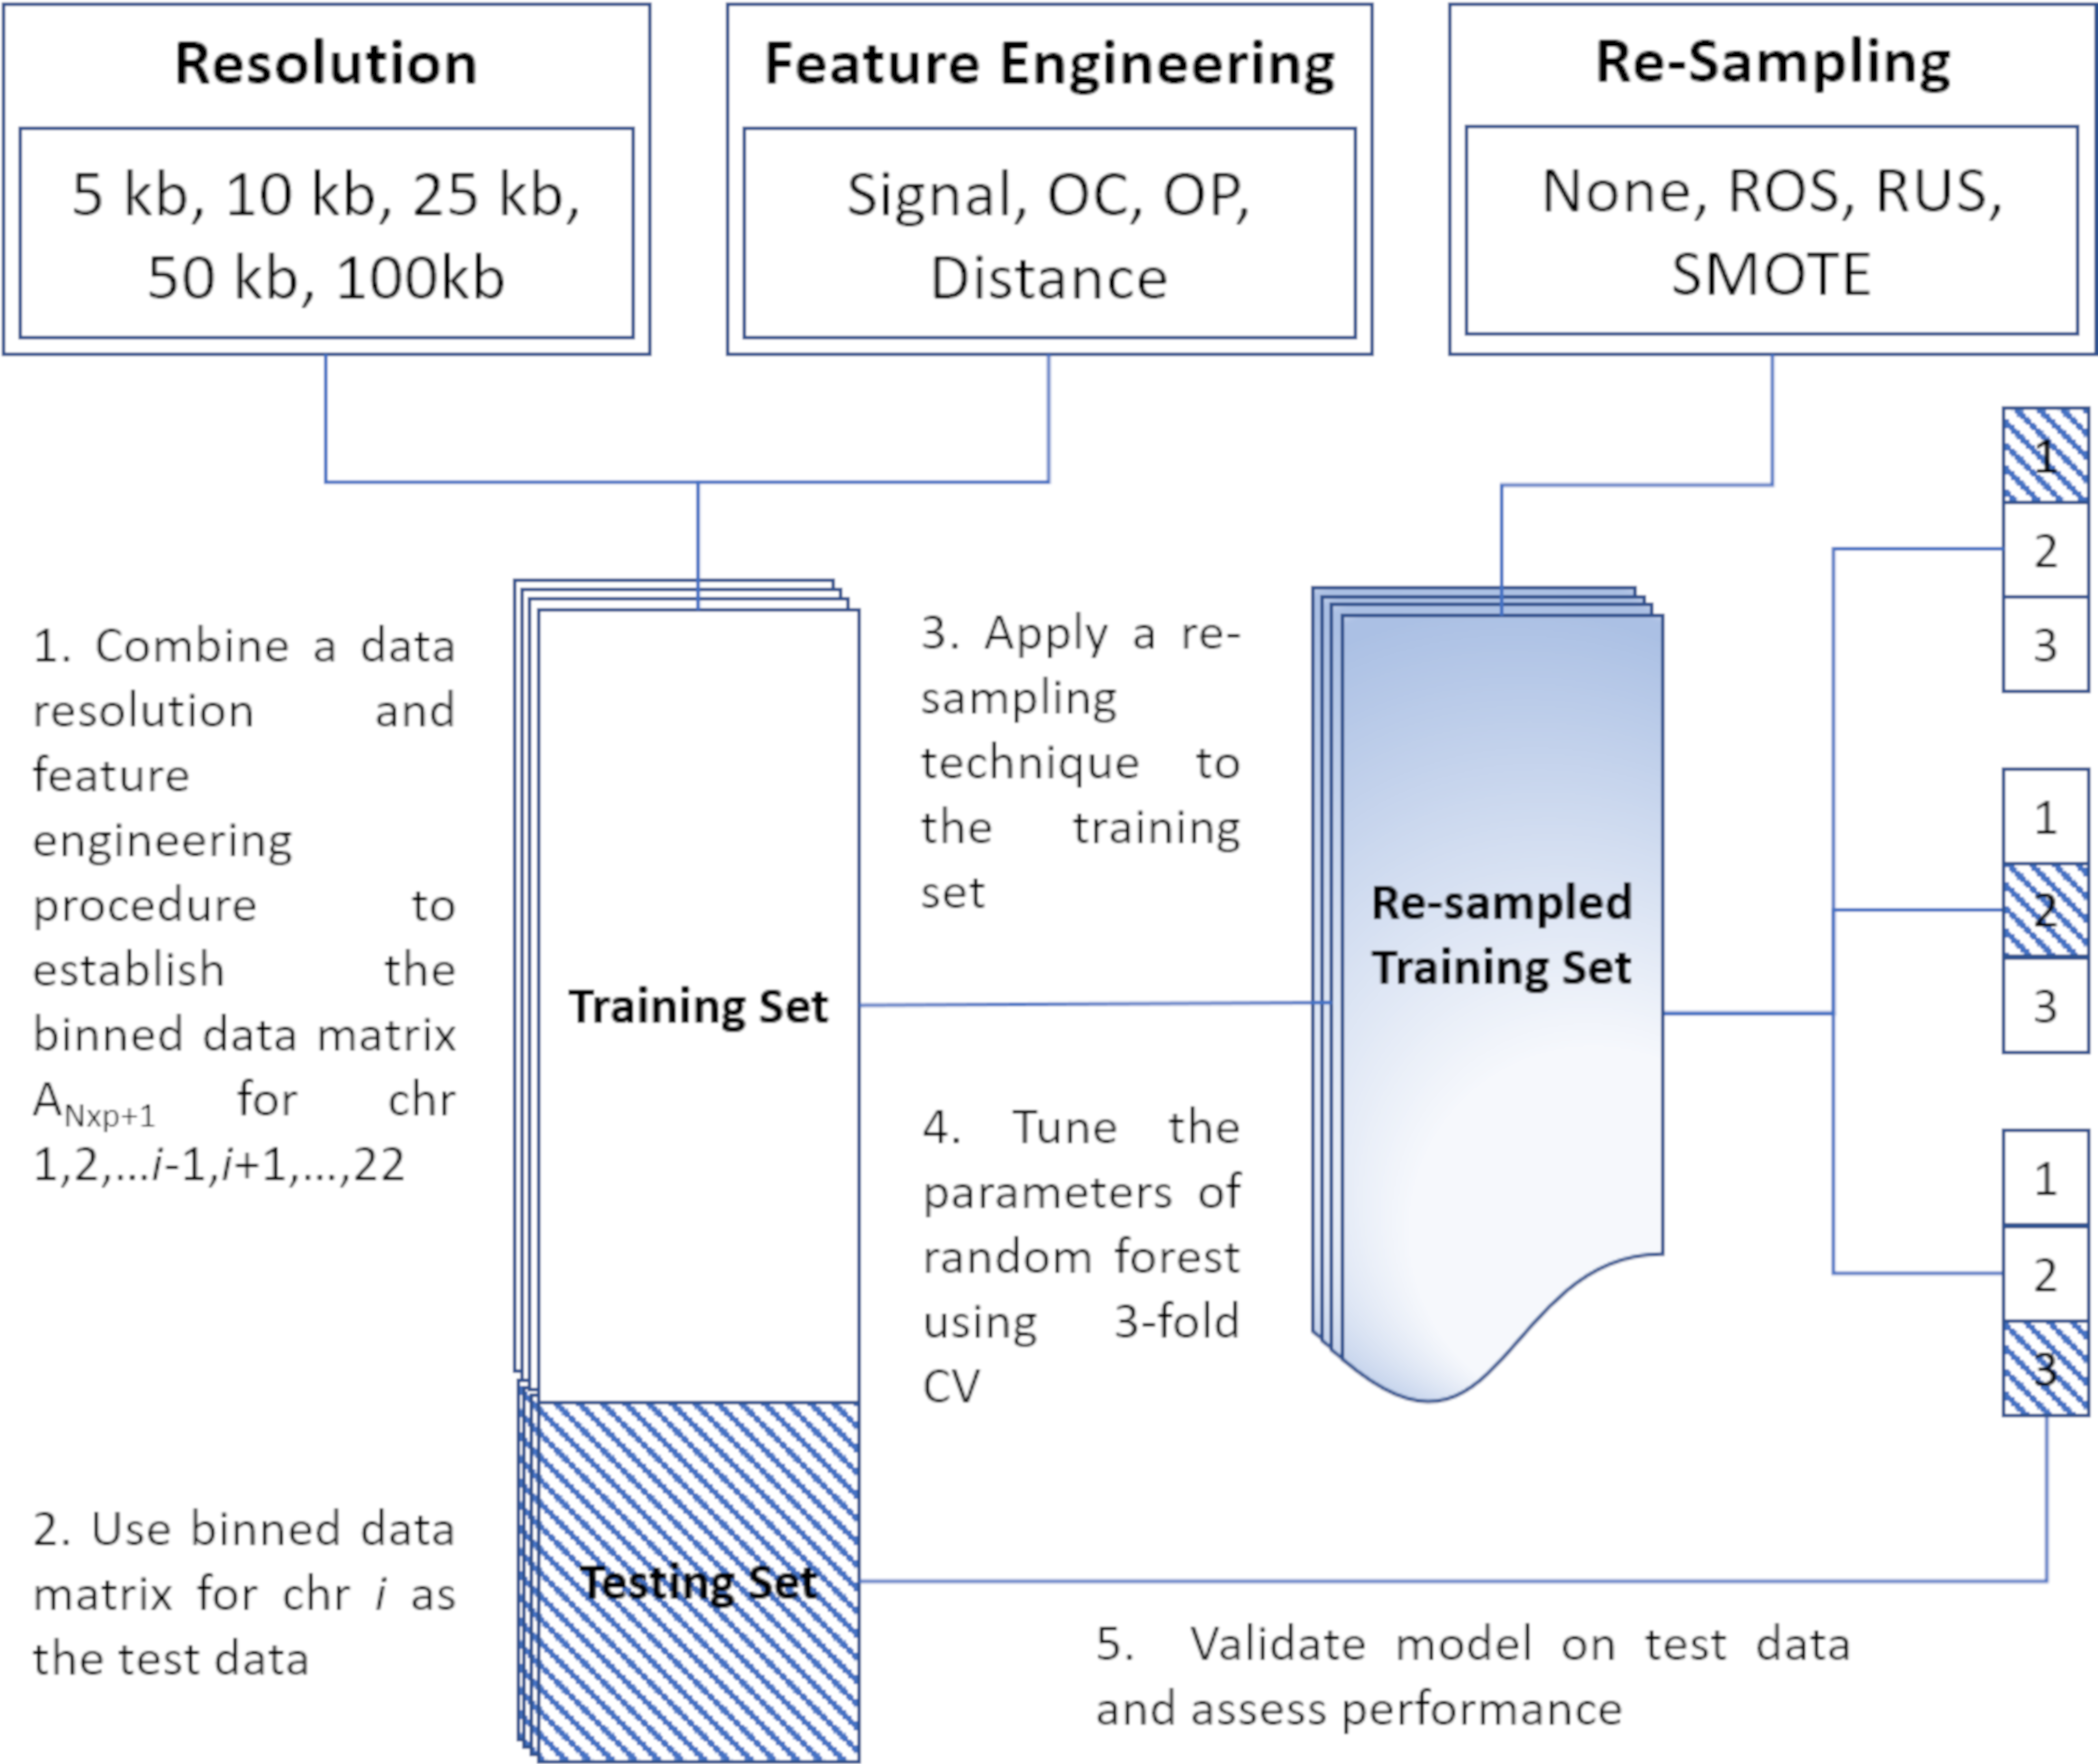 Resolution
5 kb, 10 kb, 25 kb,
50 kb, 100kb
Feature Engineering
Signal, OC, OP,
Distance
Re-Sampling
None, ROS, RUS,
SMOTE
1. Combine a data
resolution and
feature
engineering
procedure to
establish the
binned data matrix
A_Nxp+1 for chr
1,2,...i-1,i+1,...,22
2. Use binned data
matrix for chr i as
the test data
Training Set
Testing Set
3. Apply a re-
sampling
technique to
the training
set
4. Tune the
parameters of
random forest
using 3-fold
CV
Re-sampled
Training Set
1
2
3
1
2
3
1
2
3
5. Validate model on test data
and assess performance